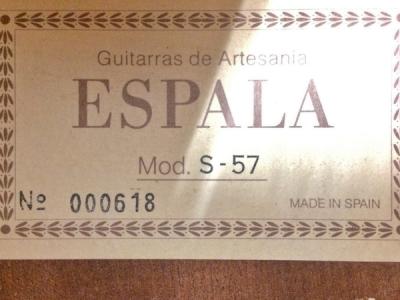 Guitarras de Artesanía
ESPALA
Mod. S-57
Nº 000618
MADE IN SPAIN